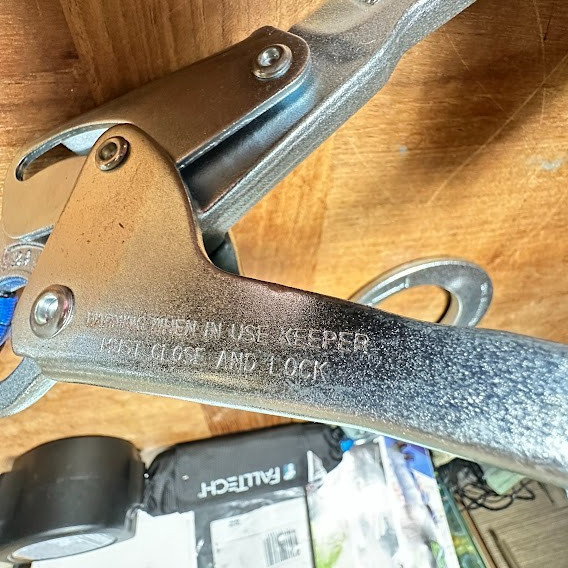 WARNING WHEN IN USE KEEPER
MUST CLOSE AND LOCK
FALLTECH